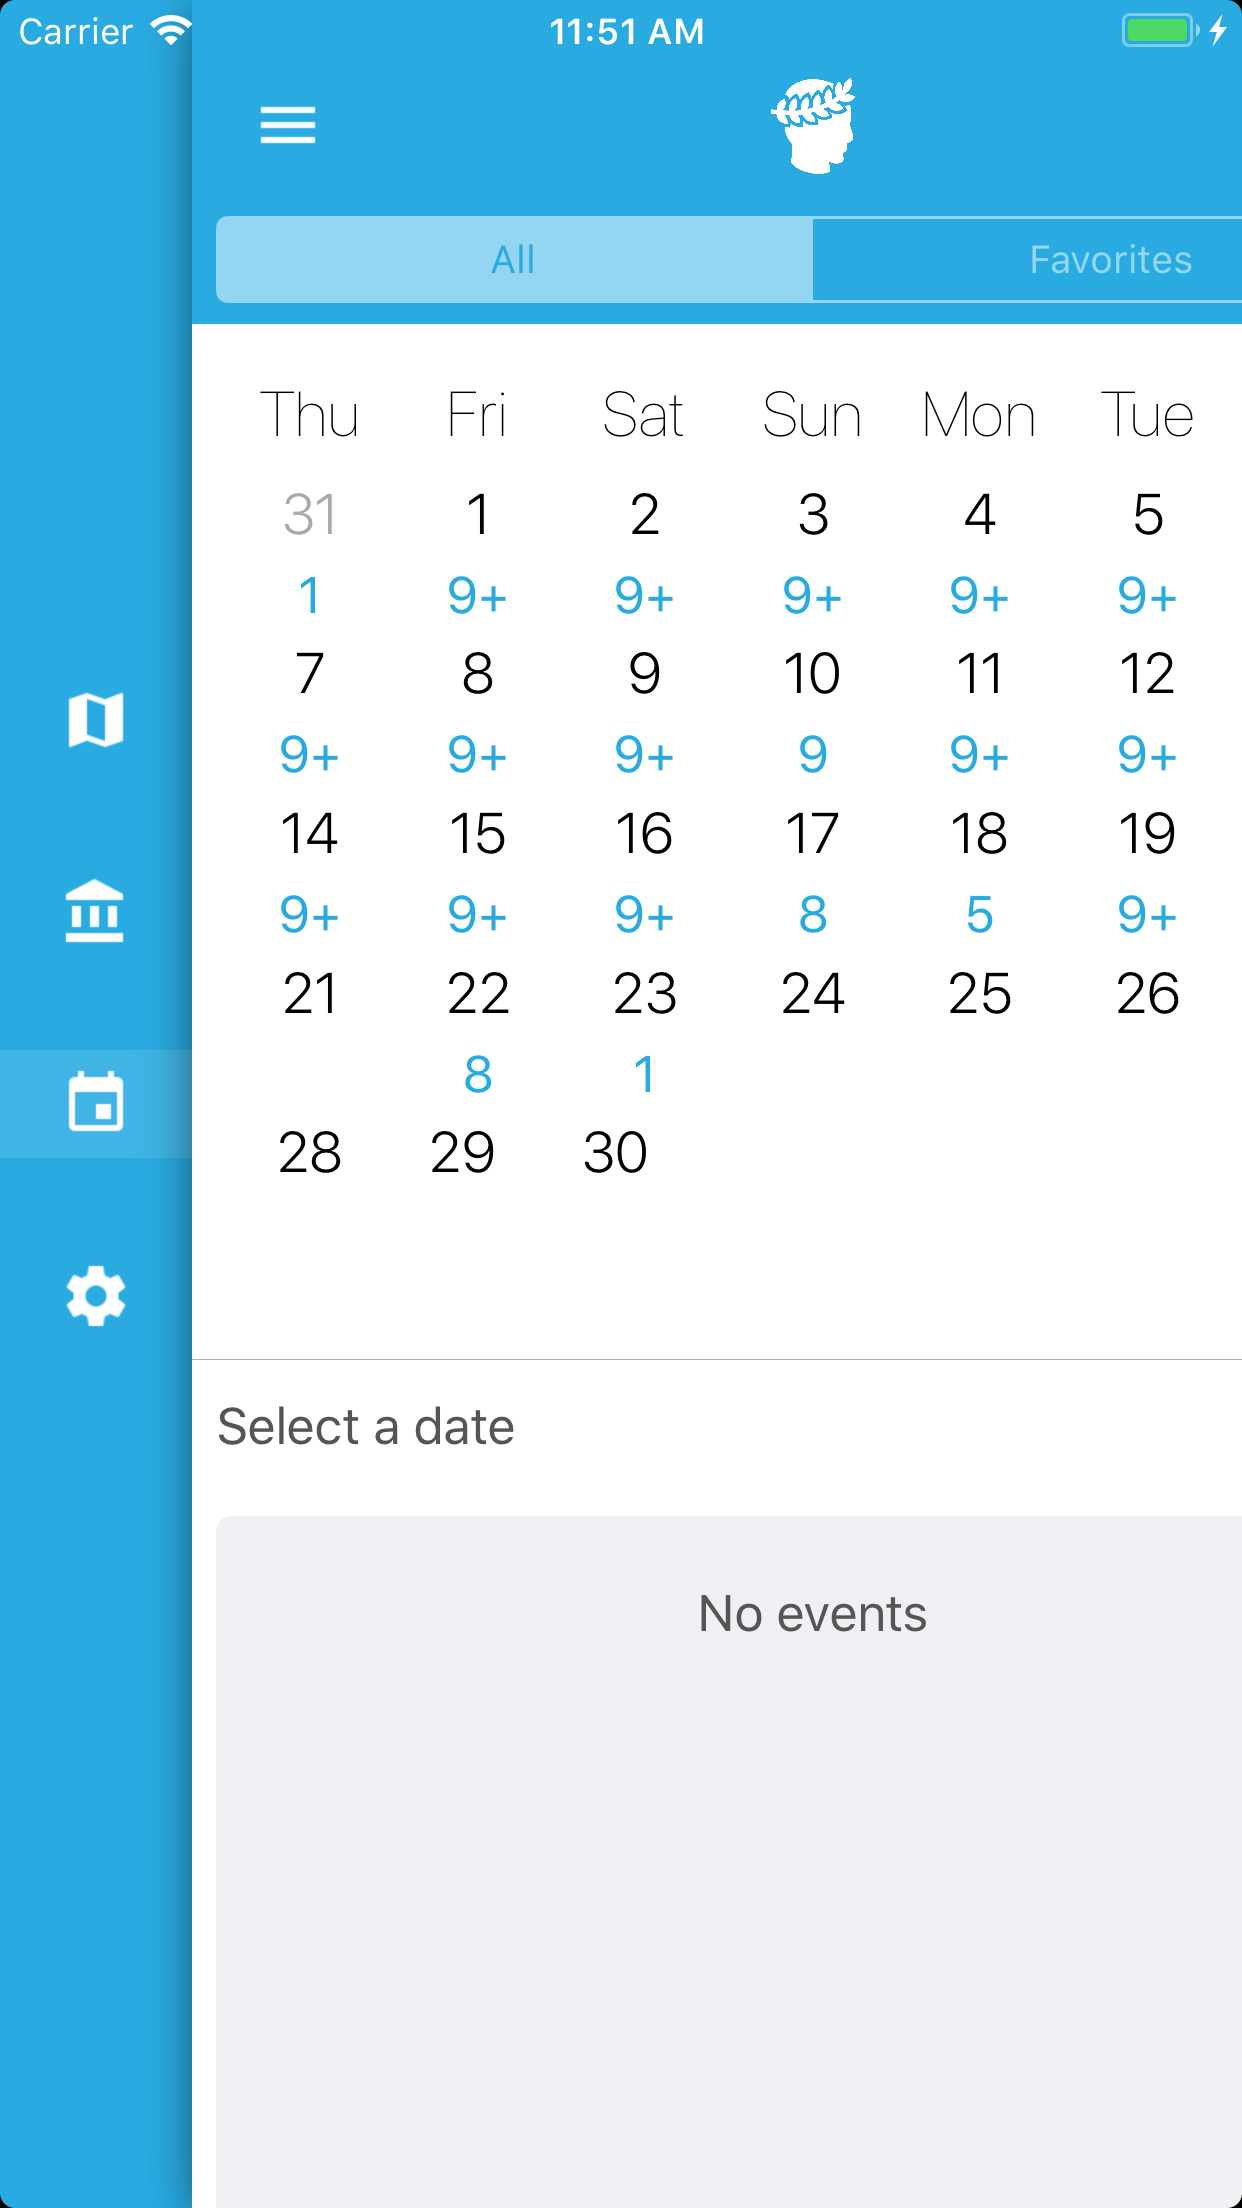 Carrier 11:51 AM
All Favorites
Thu Fri Sat Sun Mon Tue
31 1 2 3 4 5
1 9+ 9+ 9+ 9+ 9+
7 8 9 10 11 12
9+ 9+ 9+ 9 9+ 9+
14 15 16 17 18 19
9+ 9+ 9+ 8 5 9+
21 22 23 24 25 26
8 1
28 29 30
Select a date
No events